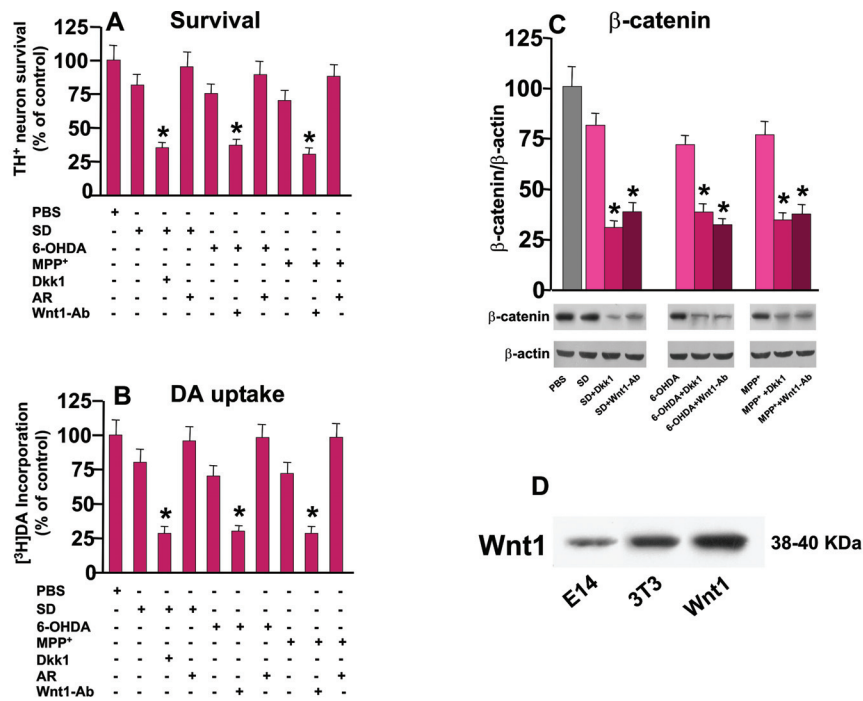 A Survival
TH+ neuron survival
(% of control)
125
100
75
50
25
0
* * *
PBS + - - - - - - - - -
SD - + + + - - - - - -
6-OHDA - - - - + + + - - -
MPP+ - - - - - - - + + +
Dkk1 - - + - - - - - - -
AR - - - + - - + - - +
Wnt1-Ab - - - - - + - - + -
B DA uptake
[³H]DA Incorporation
(% of control)
125
100
75
50
25
0
* * *
PBS + - - - - - - - - -
SD - + + + - - - - - -
6-OHDA - - - - + + + - - -
MPP+ - - - - - - - + + +
Dkk1 - - + - - - - - - -
AR - - - + - - + - - +
Wnt1-Ab - - - - - + - - + -
C β-catenin
β-catenin/β-actin
125
100
75
50
25
0
* * * * * *
β-catenin
β-actin
PBS
SD
SD+Dkk1
SD+Wnt1-Ab
6-OHDA
6-OHDA+Dkk1
6-OHDA+Wnt1-Ab
MPP+
MPP+ +Dkk1
MPP++Wnt1-Ab
D
Wnt1
38-40 KDa
E14
3T3
Wnt1